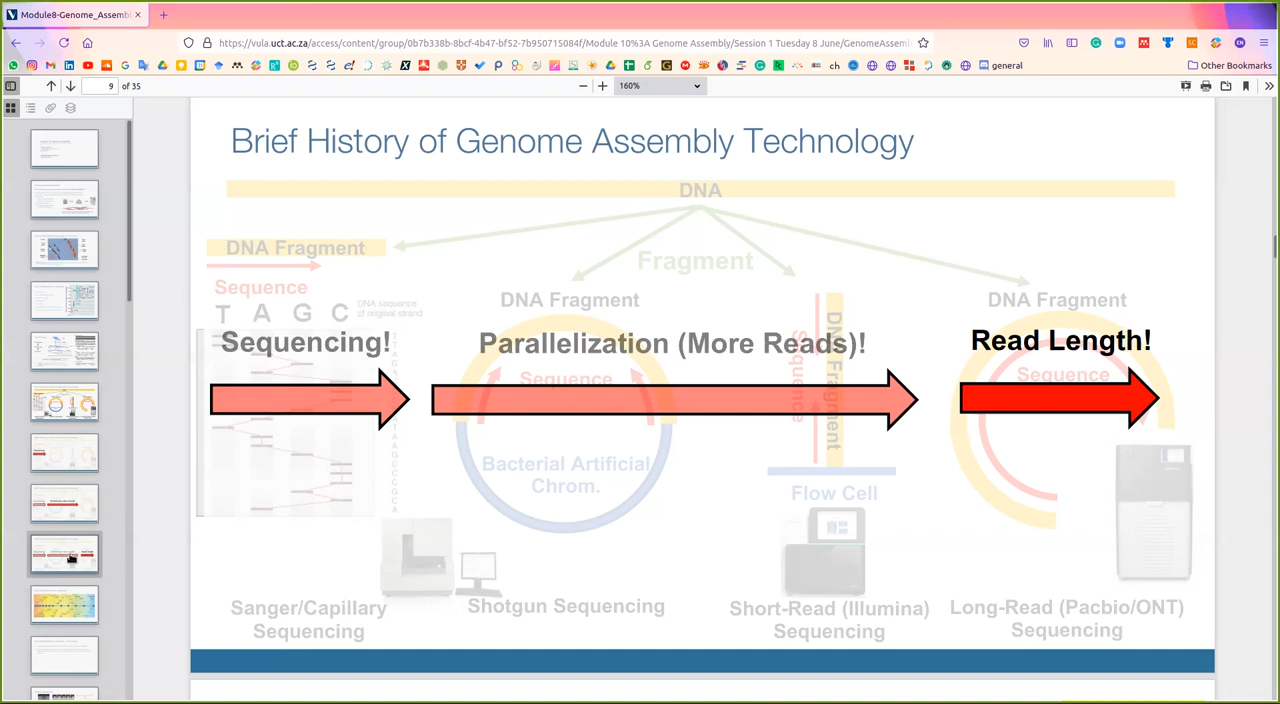 Module8-Genome_Assembl
https://vula.uct.ac.za/access/content/group/0b7b338b-8bcf-4b47-bf52-7b950715084f/Module 10%3A Genome Assembly/Session 1 Tuesday 8 June/GenomeAssemb
ch
general
Other Bookmarks
9 of 35
160%
Brief History of Genome Assembly Technology
DNA
DNA Fragment
Fragment
Sequence
DNA Fragment
DNA Fragment
T A G C
DNA sequence
of original strand
Sequencing!
Parallelization (More Reads)!
Read Length!
Sequence
Sequence
DNA Fragment
Sequence
Bacterial Artificial
Chrom.
Flow Cell
Sanger/Capillary
Sequencing
Shotgun Sequencing
Short-Read (Illumina)
Sequencing
Long-Read (Pacbio/ONT)
Sequencing